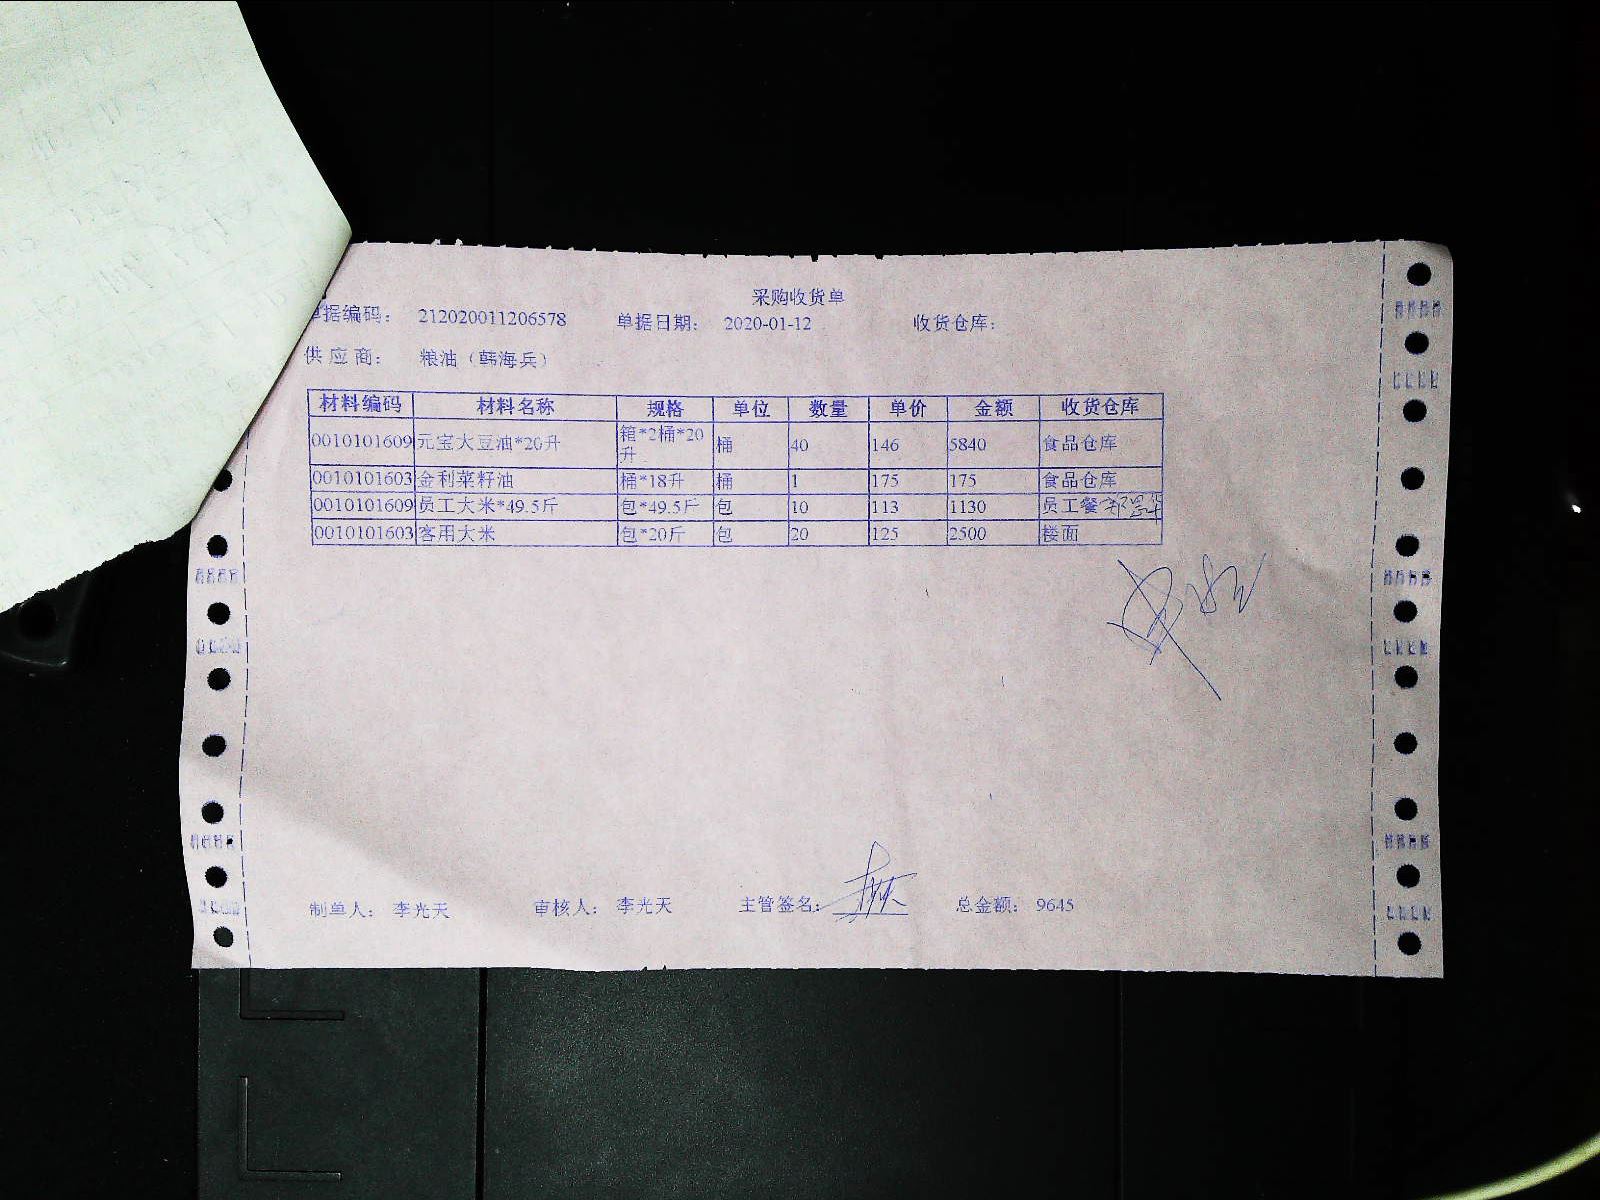 采购收货单
单据编码： 212020011206578 单据日期： 2020-01-12 收货仓库：
供应商： 粮油（韩海兵）
材料编码 材料名称 规格 单位 数量 单价 金额 收货仓库
0010101609 元宝大豆油*20升 箱*2桶*20升 桶 40 146 5840 食品仓库
0010101603 金利菜籽油 桶*18升 桶 1 175 175 食品仓库
0010101609 员工大米*49.5斤 包*49.5斤 包 10 113 1130 员工餐
0010101603 客用大米 包*20斤 包 20 125 2500 楼面
制单人： 李光天 审核人： 李光天 主管签名： 总金额： 9645